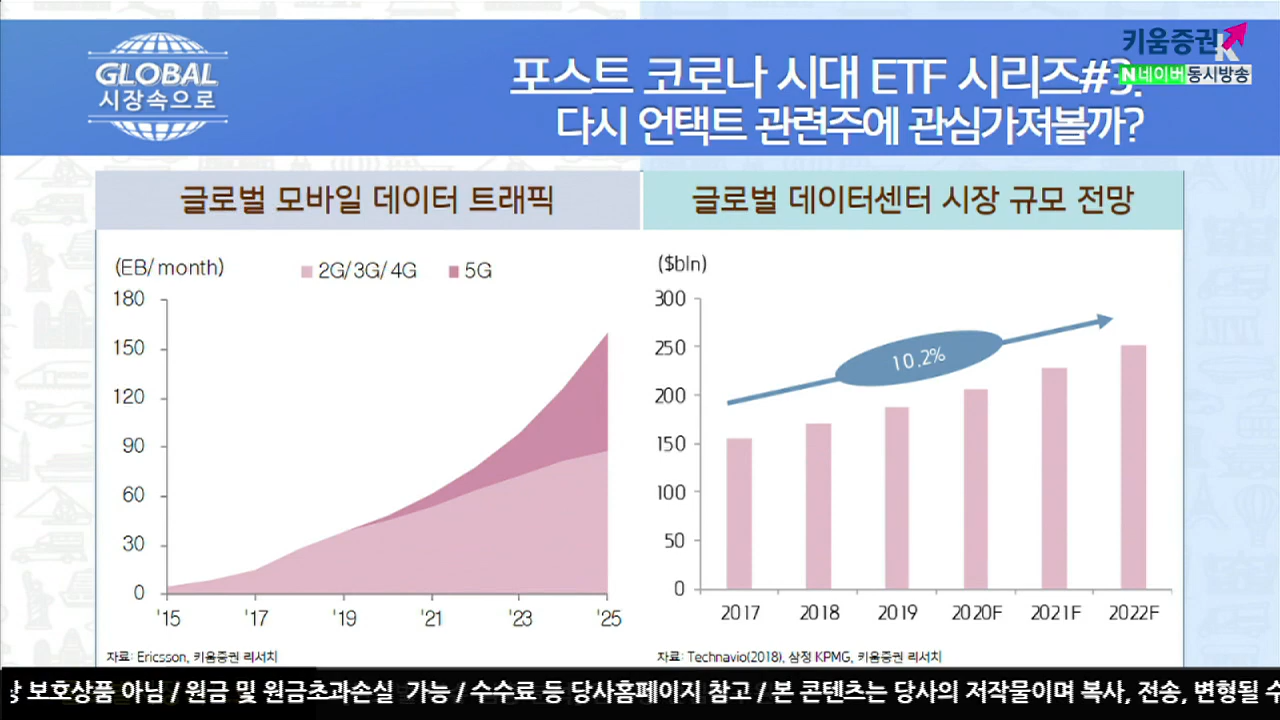 GLOBAL
시장속으로
키움증권
N네이버동시방송
포스트 코로나 시대 ETF 시리즈#3.
다시 언택트 관련주에 관심가져볼까?
글로벌 모바일 데이터 트래픽
(EB/month)
2G/3G/4G
5G
180
150
120
90
60
30
0
'15
'17
'19
'21
'23
'25
자료: Ericsson, 키움증권 리서치
글로벌 데이터센터 시장 규모 전망
($bln)
300
250
200
150
100
50
0
10.2%
2017
2018
2019
2020F
2021F
2022F
자료: Technavio(2018), 삼정 KPMG, 키움증권 리서치
보호상품 아님 / 원금 및 원금초과손실 가능 / 수수료 등 당사홈페이지 참고 / 본 콘텐츠는 당사의 저작물이며 복사, 전송, 변형될